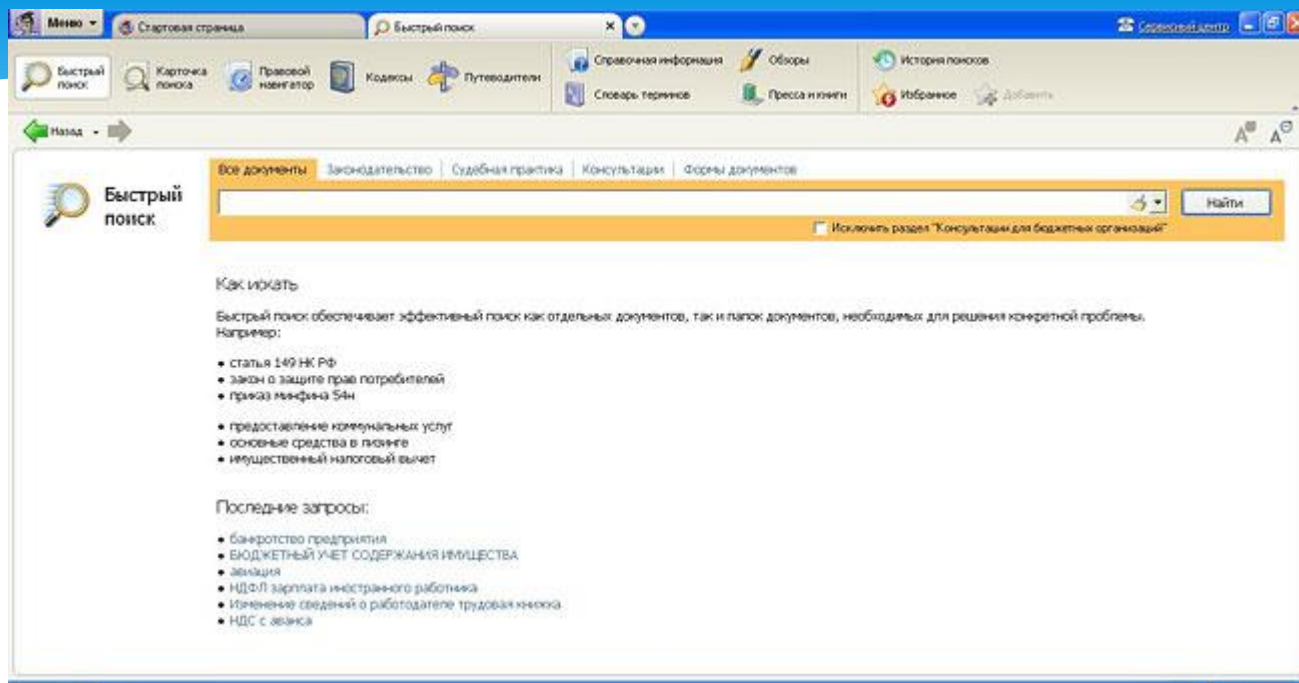 Меню
Стартовая страница
Быстрый поиск
Сервисный центр
Быстрый поиск
Карточка поиска
Правовой навигатор
Кодексы
Путеводители
Справочная информация
Словарь терминов
Обзоры
Пресса и книги
История поисков
Избранное
Добавить
Назад
Все документы
Законодательство
Судебная практика
Консультации
Формы документов
Быстрый
поиск
Найти
Исключить раздел "Консультации для бюджетных организаций"
Как искать
Быстрый поиск обеспечивает эффективный поиск как отдельных документов, так и папок документов, необходимых для решения конкретной проблемы.
Например:
• статья 149 НК РФ
• закон о защите прав потребителей
• приказ минфина 54н
• предоставление коммунальных услуг
• основные средства в лизинге
• имущественный налоговый вычет
Последние запросы:
• банкротство предприятия
• БЮДЖЕТНЫЙ УЧЕТ СОДЕРЖАНИЯ ИМУЩЕСТВА
• авиация
• НДФЛ зарплата иностранного работника
• Изменение сведений о работодателе трудовая книжка
• НДС с аванса